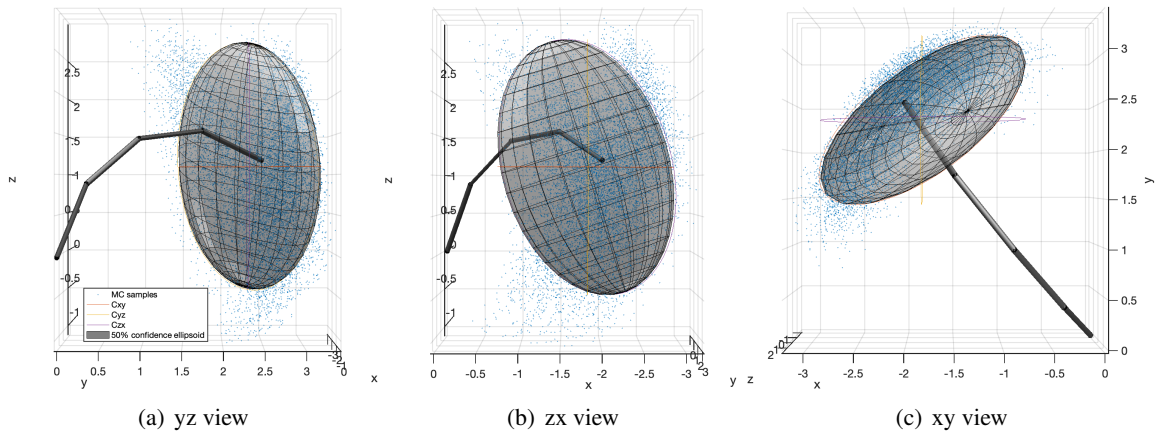 2.5
2
1.5
1
0.5
0
-0.5
-1
z
MC samples
Cxy
Cyz
Czx
50% confidence ellipsoid
0 0.5 1 1.5 2 2.5 3
y
x
z
2.5
2
1.5
1
0.5
0
-0.5
-1
0 -0.5 -1 -1.5 -2 -2.5 -3
x
y
3
2.5
2
1.5
1
0.5
0
y
-3 -2.5 -2 -1.5 -1 -0.5 0
z
x
(a) yz view
(b) zx view
(c) xy view